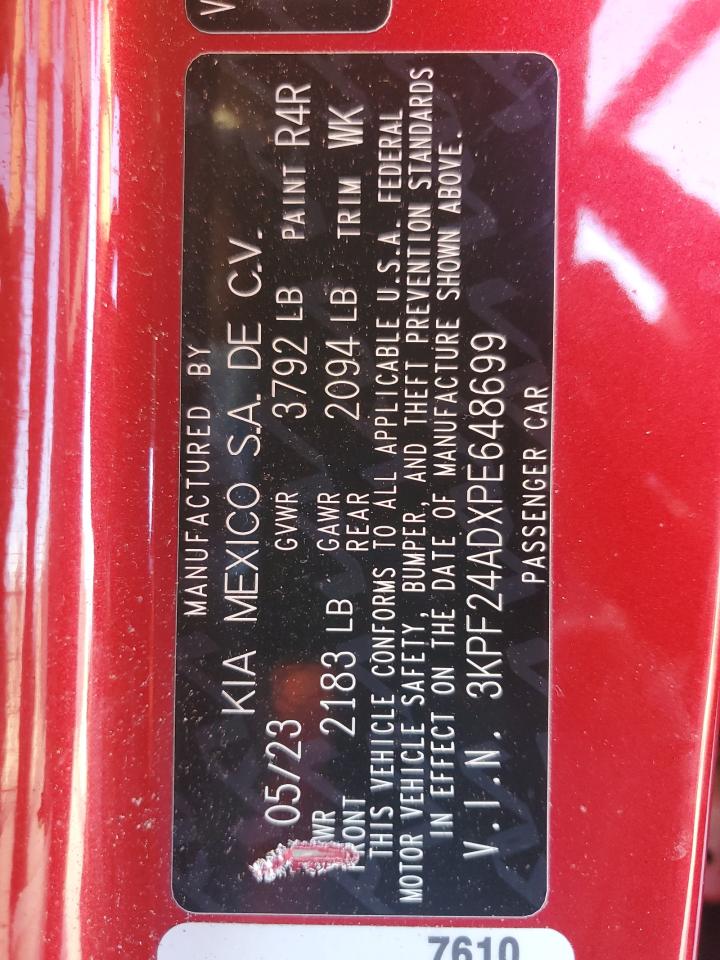 V
MANUFACTURED BY
KIA MEXICO S.A. DE C.V.
05/23 GVWR 3792 LB PAINT R4R
WR GAWR
FRONT 2183 LB REAR 2094 LB TRIM WK
THIS VEHICLE CONFORMS TO ALL APPLICABLE U.S.A. FEDERAL
MOTOR VEHICLE SAFETY, BUMPER, AND THEFT PREVENTION STANDARDS
IN EFFECT ON THE DATE OF MANUFACTURE SHOWN ABOVE.
V.I.N. 3KPF24ADXPE648699
PASSENGER CAR
7610